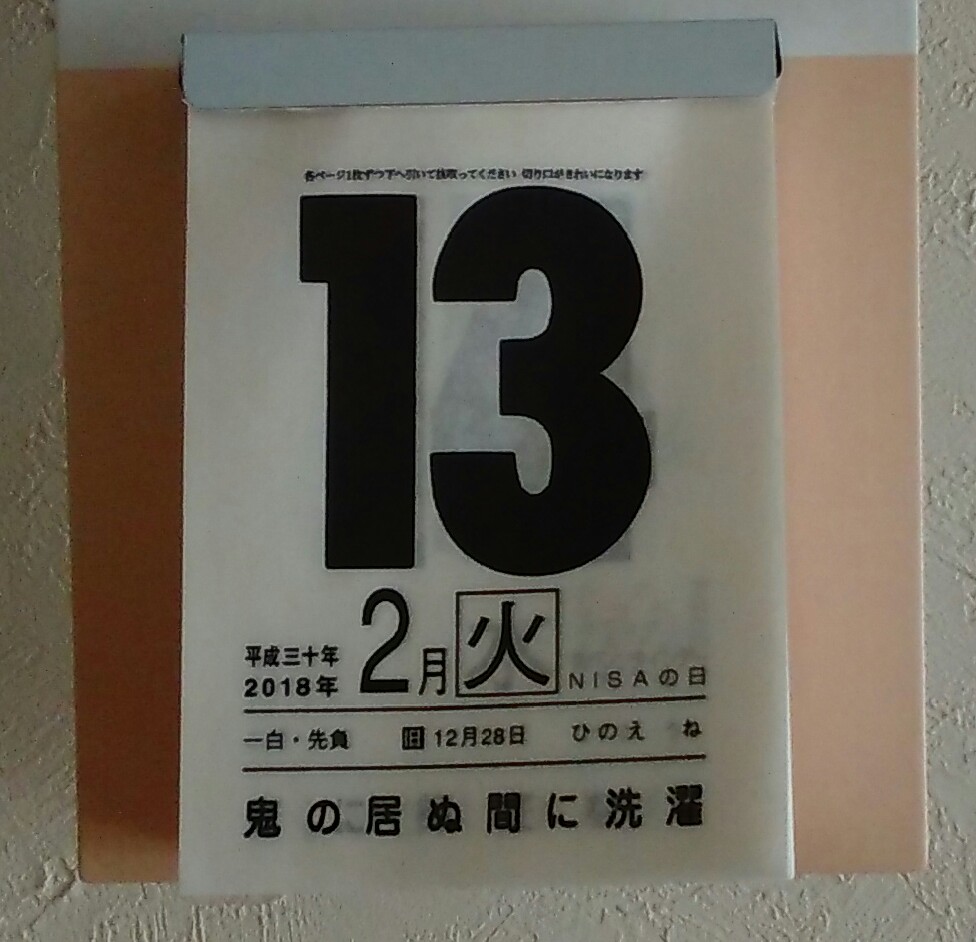 各ページ1枚ずつ下へ引いて抜取ってください 切り口がきれいになります
13
平成三十年
2018年
2月 火 NISAの日
一白・先負 旧 12月28日 ひのえ ね
鬼の居ぬ間に洗濯